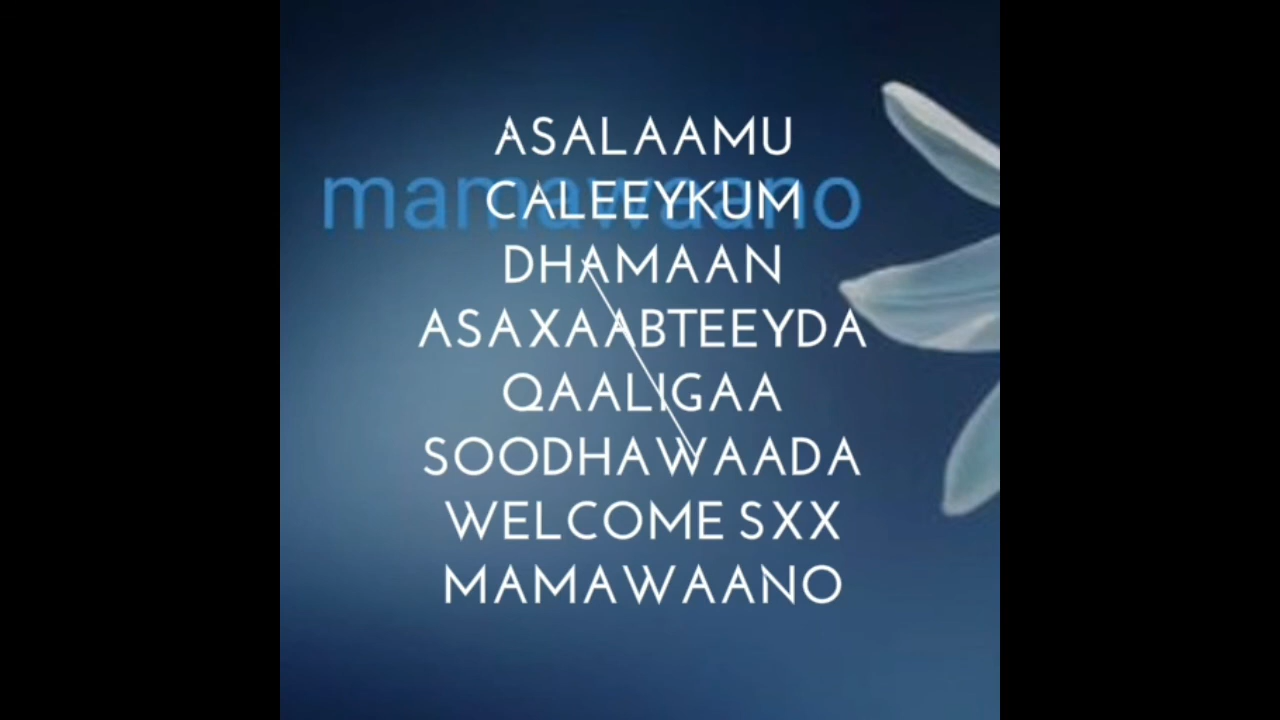 ASALAAMU
mamawaano
CALEEYKUM
DHAMAAN
ASAXAABTEEYDA
QAALIGAA
SOODHAWAADA
WELCOME SXX
MAMAWAANO